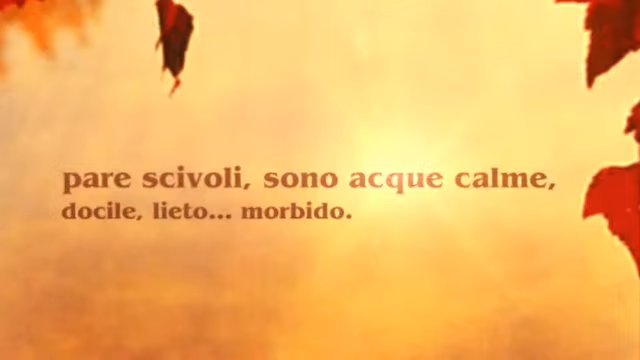 pare scivoli, sono acque calme,
docile, lieto... morbido.